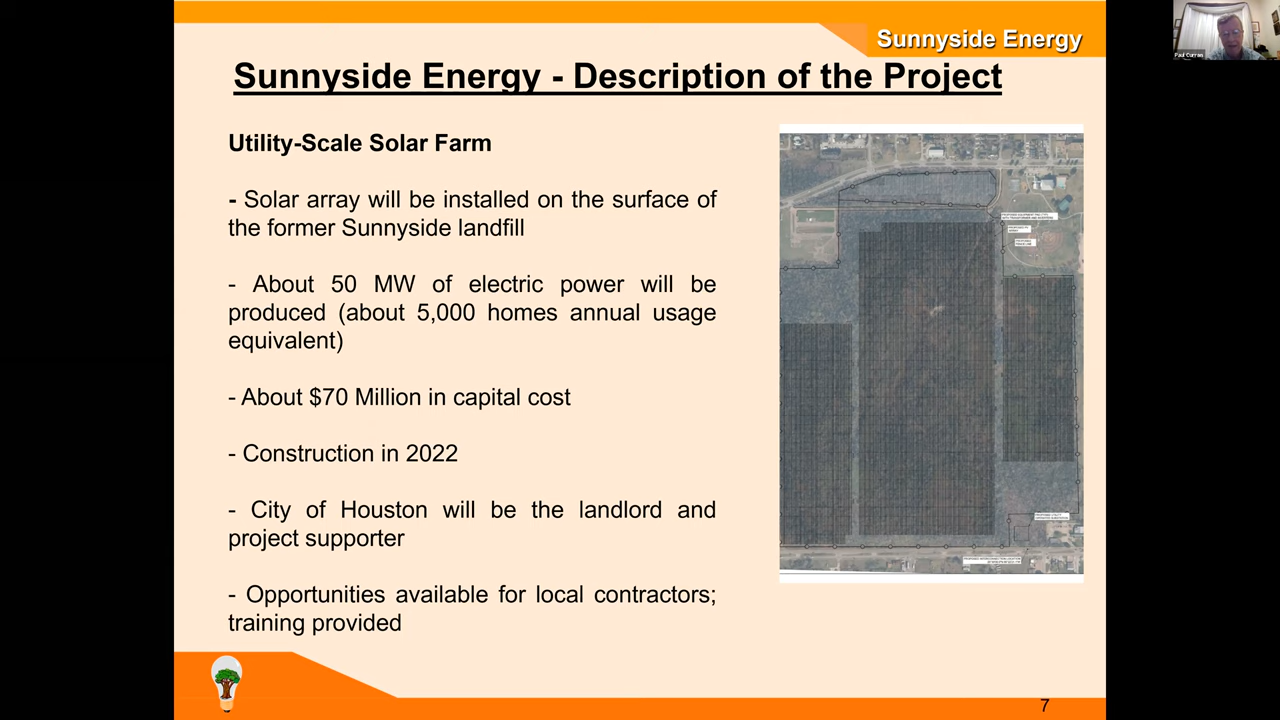 Sunnyside Energy
Paul Curran
Sunnyside Energy - Description of the Project
Utility-Scale Solar Farm
- Solar array will be installed on the surface of
the former Sunnyside landfill
- About 50 MW of electric power will be
produced (about 5,000 homes annual usage
equivalent)
- About $70 Million in capital cost
- Construction in 2022
- City of Houston will be the landlord and
project supporter
- Opportunities available for local contractors;
training provided
7